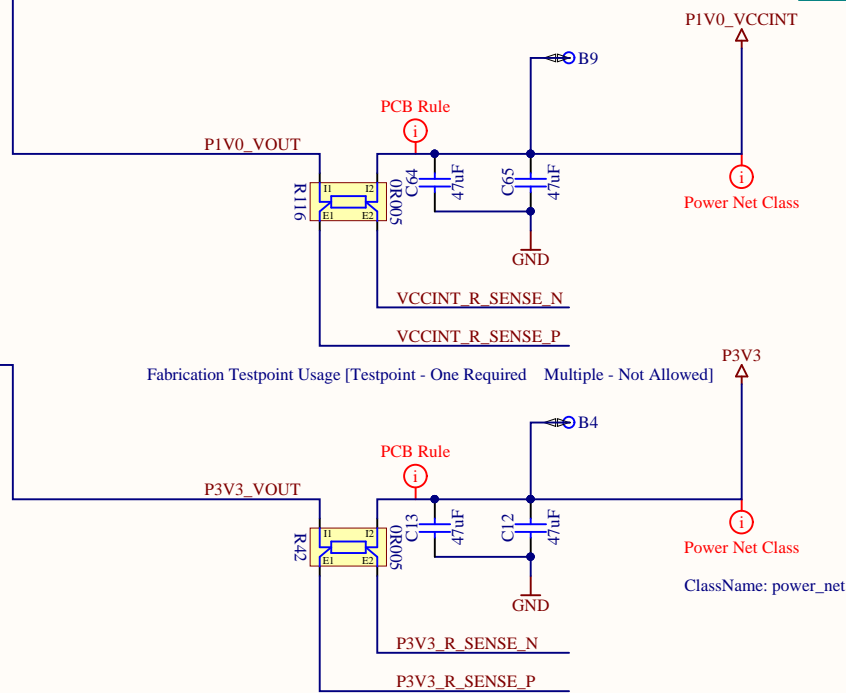 P1V0_VCCINT
B9
PCB Rule
i
P1V0_VOUT
C64
47uF
C65
47uF
i
R116
I1 I2
E1 E2
0R005
Power Net Class
GND
VCCINT_R_SENSE_N
VCCINT_R_SENSE_P
P3V3
Fabrication Testpoint Usage [Testpoint - One Required    Multiple - Not Allowed]
B4
PCB Rule
i
P3V3_VOUT
C13
47uF
C12
47uF
i
R42
I1 I2
E1 E2
0R005
Power Net Class
ClassName: power_net
GND
P3V3_R_SENSE_N
P3V3_R_SENSE_P